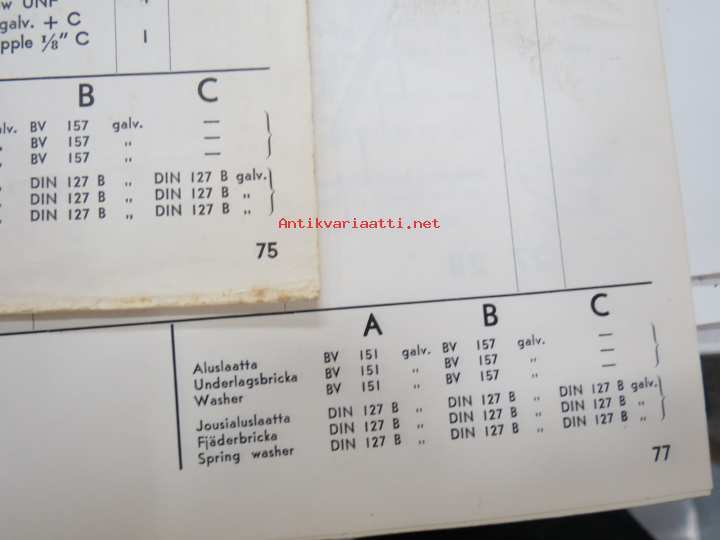 w UNF
galv. + C
pple 1/8" C 1
B C
alv. BV 157 galv. —
„ BV 157 „ —
„ BV 157 „ —
„ DIN 127 B „ DIN 127 B galv.
„ DIN 127 B „ DIN 127 B „
„ DIN 127 B „ DIN 127 B „
75
Antikvariaatti.net
A B C
Aluslaatta BV 151 galv. BV 157 galv. —
Underlagsbricka BV 151 „ BV 157 „ —
Washer BV 151 „ BV 157 „ —
Jousialuslaatta DIN 127 B „ DIN 127 B „ DIN 127 B galv.
Fjäderbricka DIN 127 B „ DIN 127 B „ DIN 127 B „
Spring washer DIN 127 B „ DIN 127 B „ DIN 127 B „
77